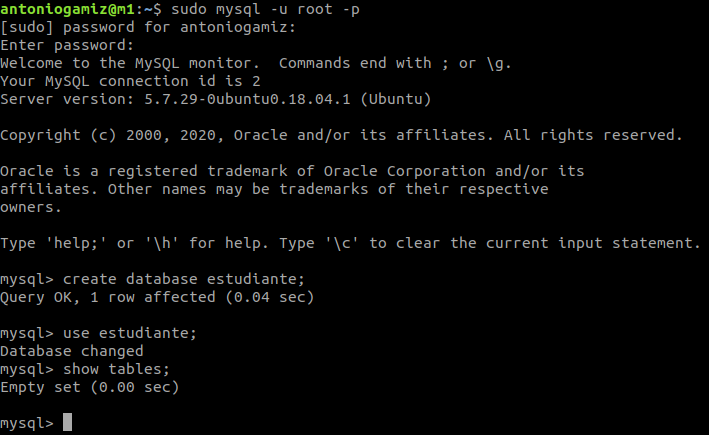 antoniogamiz@m1:~$ sudo mysql -u root -p
[sudo] password for antoniogamiz:
Enter password:
Welcome to the MySQL monitor.  Commands end with ; or \g.
Your MySQL connection id is 2
Server version: 5.7.29-0ubuntu0.18.04.1 (Ubuntu)

Copyright (c) 2000, 2020, Oracle and/or its affiliates. All rights reserved.

Oracle is a registered trademark of Oracle Corporation and/or its
affiliates. Other names may be trademarks of their respective
owners.

Type 'help;' or '\h' for help. Type '\c' to clear the current input statement.

mysql> create database estudiante;
Query OK, 1 row affected (0.04 sec)

mysql> use estudiante;
Database changed
mysql> show tables;
Empty set (0.00 sec)

mysql>